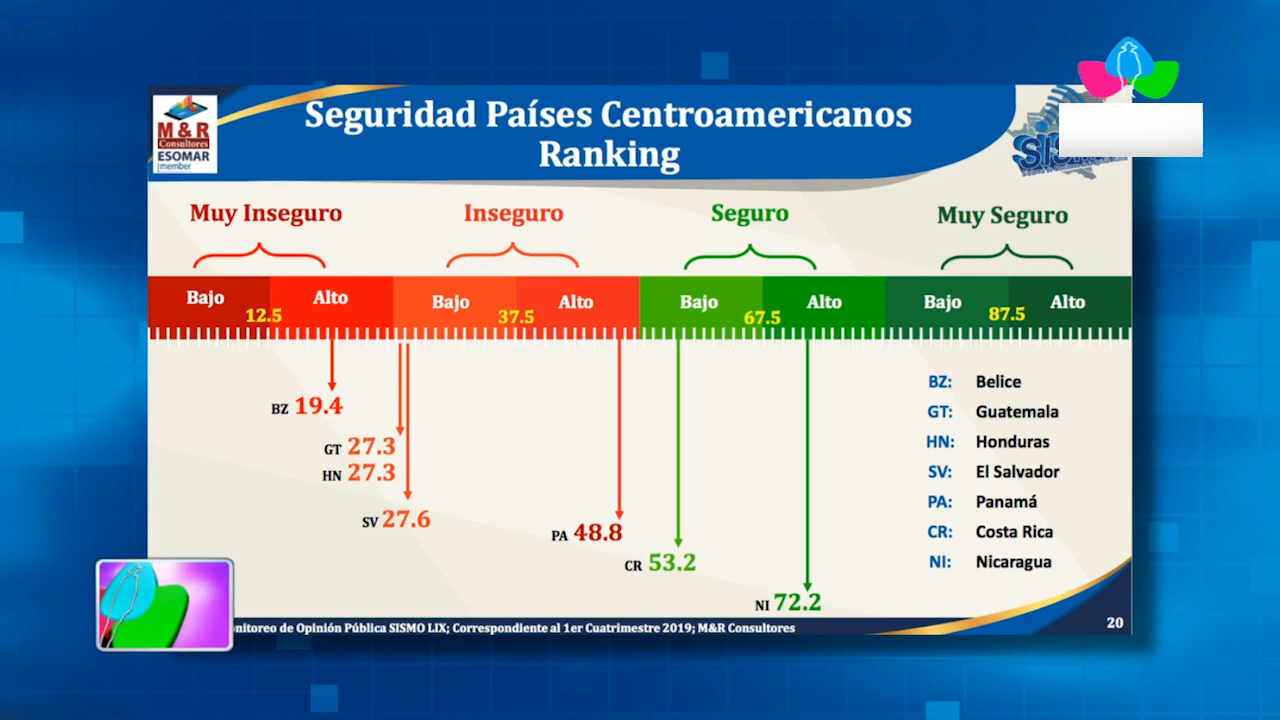 Seguridad Países Centroamericanos
Ranking
M&R
Consultores
ESOMAR
member
Muy Inseguro
Inseguro
Seguro
Muy Seguro
Bajo
12.5
Alto
Bajo
37.5
Alto
Bajo
67.5
Alto
Bajo
87.5
Alto
BZ 19.4
GT 27.3
HN 27.3
SV 27.6
PA 48.8
CR 53.2
NI 72.2
BZ: Belice
GT: Guatemala
HN: Honduras
SV: El Salvador
PA: Panamá
CR: Costa Rica
NI: Nicaragua
de Opinión Pública SISMO LIX; Correspondiente al 1er Cuatrimestre 2019; M&R Consultores
20